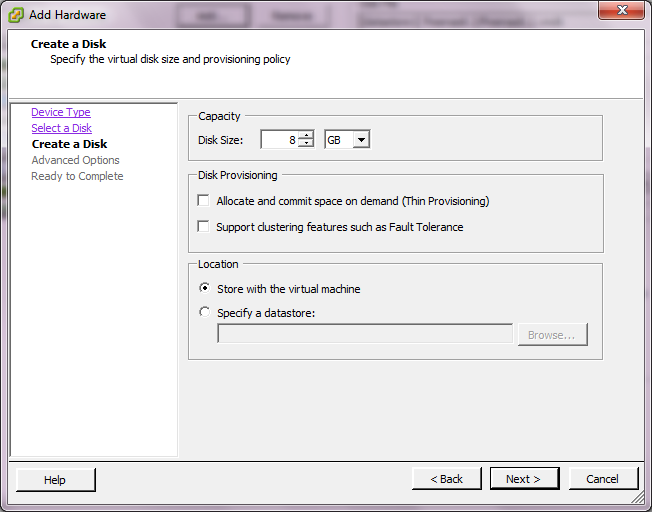 Add Hardware
Create a Disk
Specify the virtual disk size and provisioning policy
Device Type
Select a Disk
Create a Disk
Advanced Options
Ready to Complete
Capacity
Disk Size: 8 GB
Disk Provisioning
Allocate and commit space on demand (Thin Provisioning)
Support clustering features such as Fault Tolerance
Location
Store with the virtual machine
Specify a datastore:
Browse...
Help
< Back
Next >
Cancel